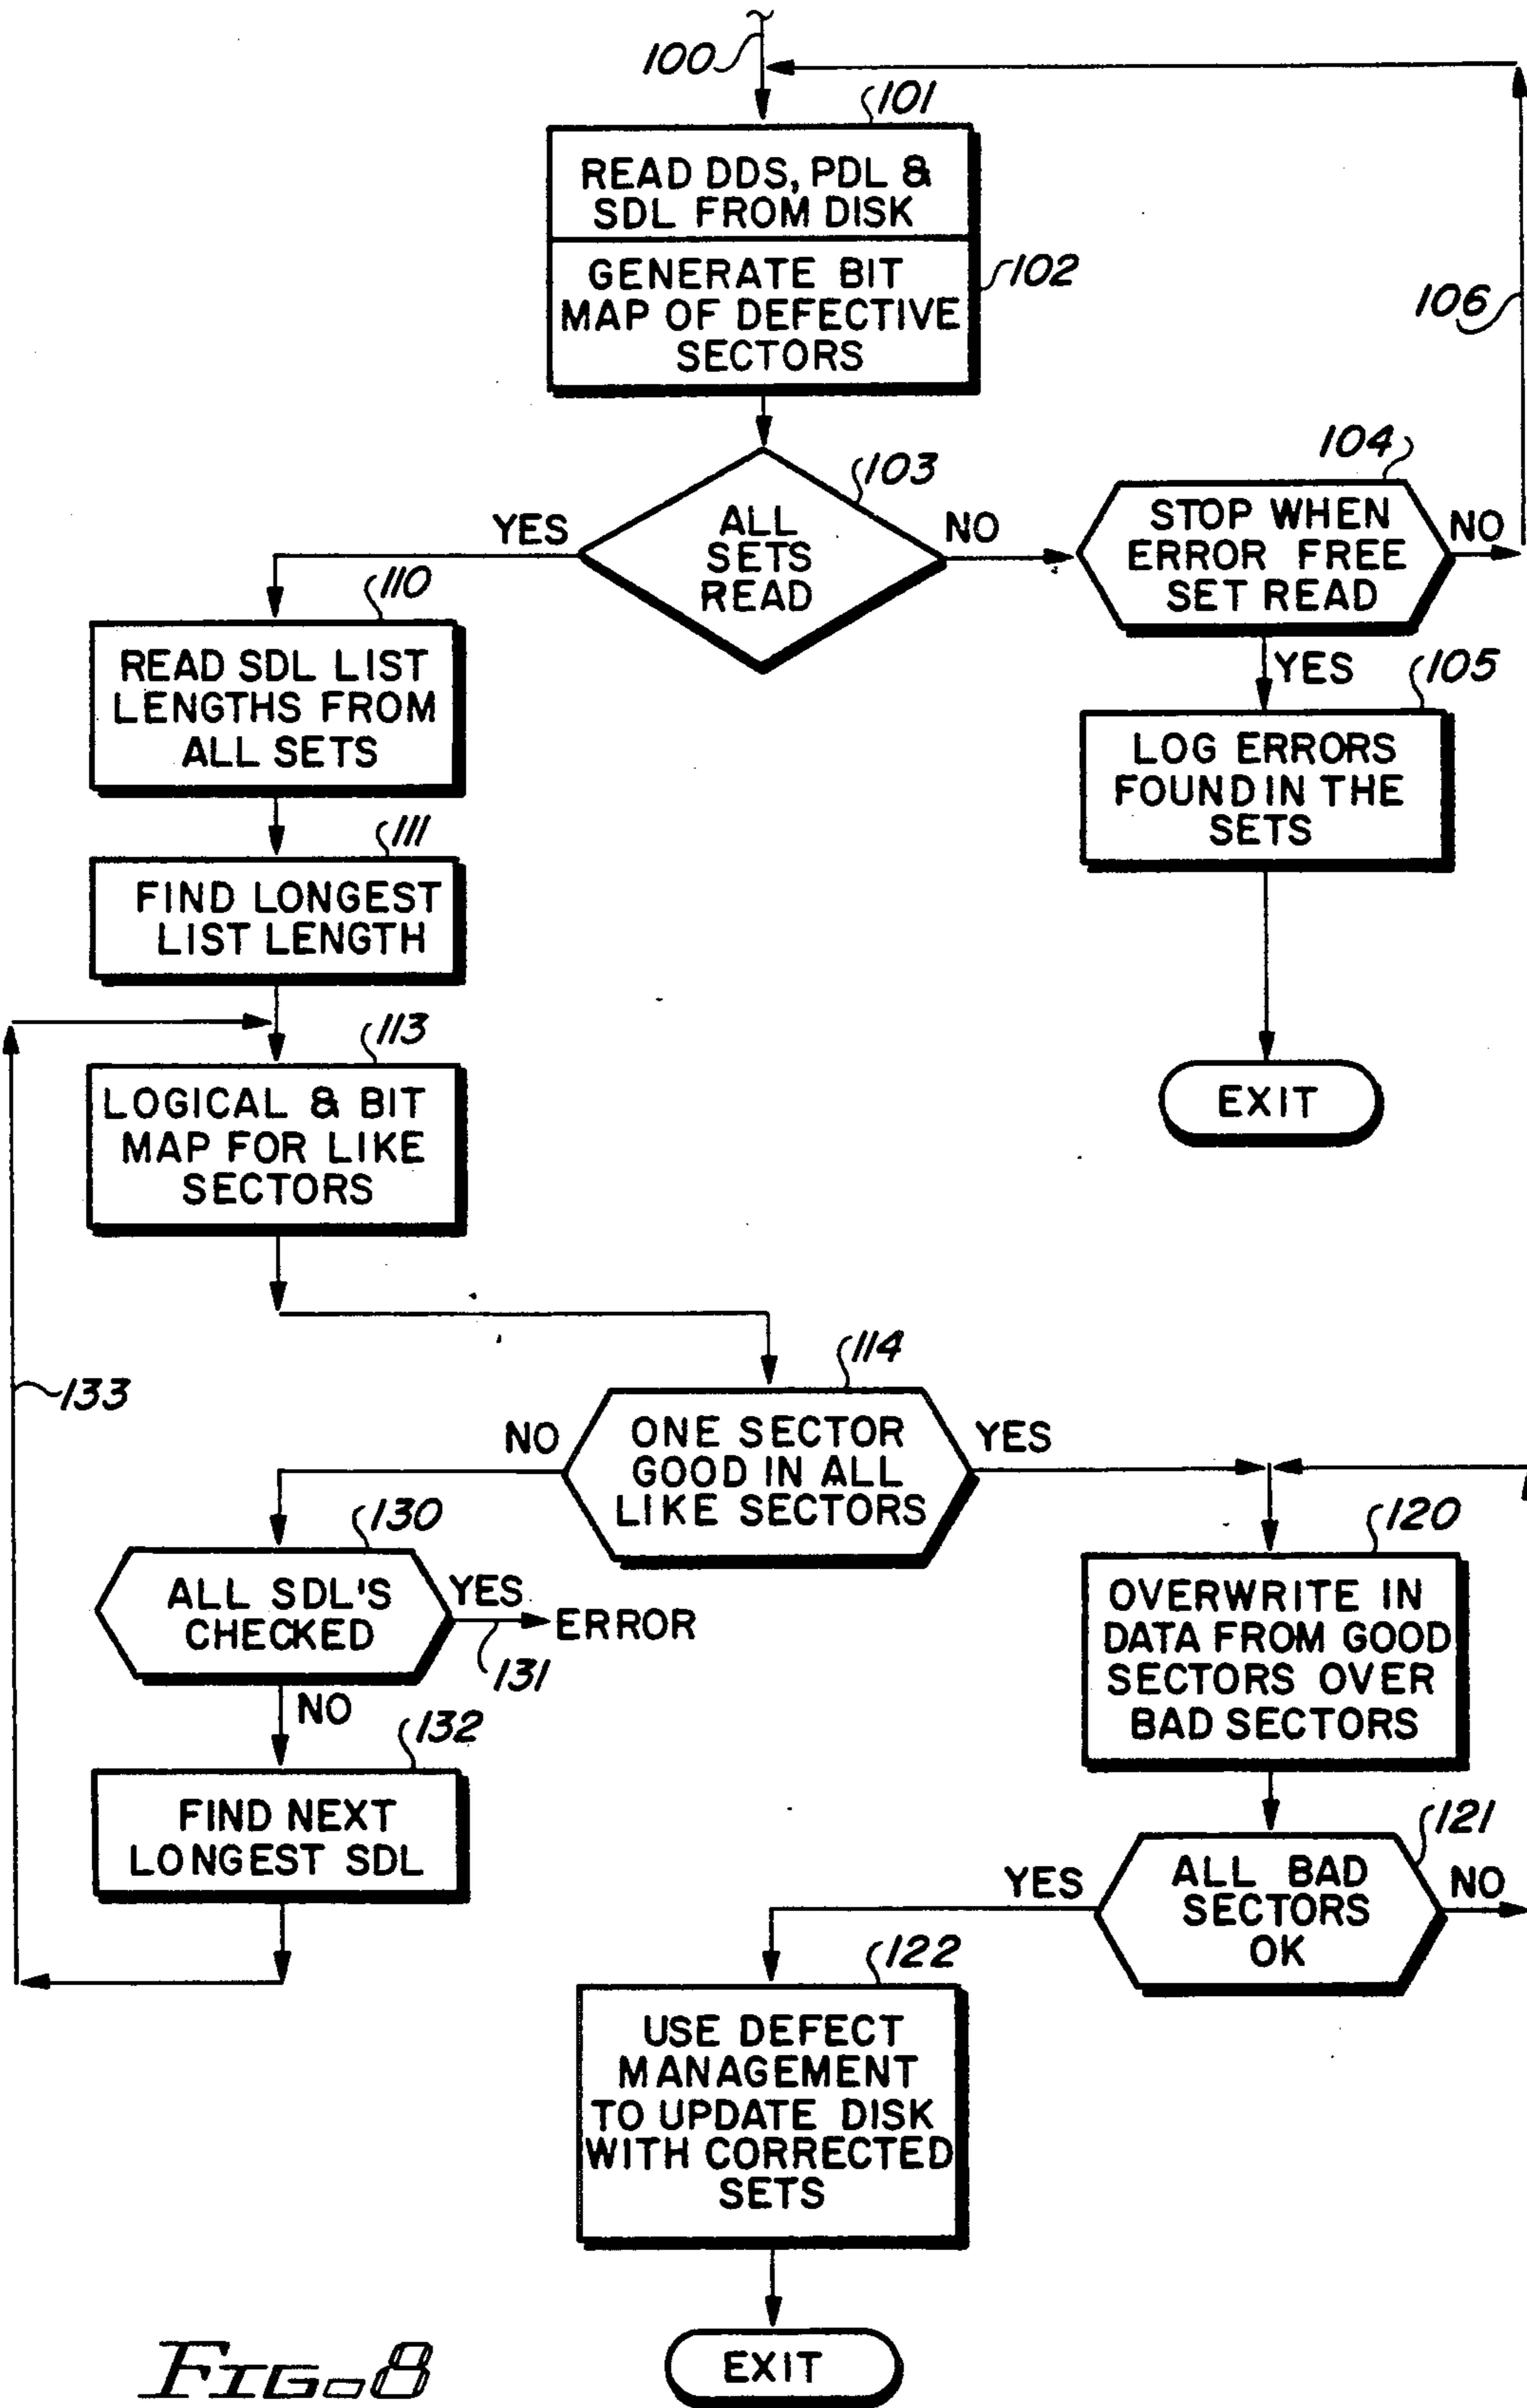 100
101
READ DDS, PDL &
SDL FROM DISK
GENERATE BIT
MAP OF DEFECTIVE
SECTORS
102
106
103
ALL
SETS
READ
YES
NO
104
STOP WHEN
ERROR FREE
SET READ
NO
YES
105
LOG ERRORS
FOUND IN THE
SETS
EXIT
110
READ SDL LIST
LENGTHS FROM
ALL SETS
111
FIND LONGEST
LIST LENGTH
113
LOGICAL & BIT
MAP FOR LIKE
SECTORS
133
114
ONE SECTOR
GOOD IN ALL
LIKE SECTORS
NO
YES
130
ALL SDL'S
CHECKED
YES
ERROR
131
NO
132
FIND NEXT
LONGEST SDL
120
OVERWRITE IN
DATA FROM GOOD
SECTORS OVER
BAD SECTORS
121
ALL BAD
SECTORS
OK
YES
NO
122
USE DEFECT
MANAGEMENT
TO UPDATE DISK
WITH CORRECTED
SETS
EXIT
FIG. 8